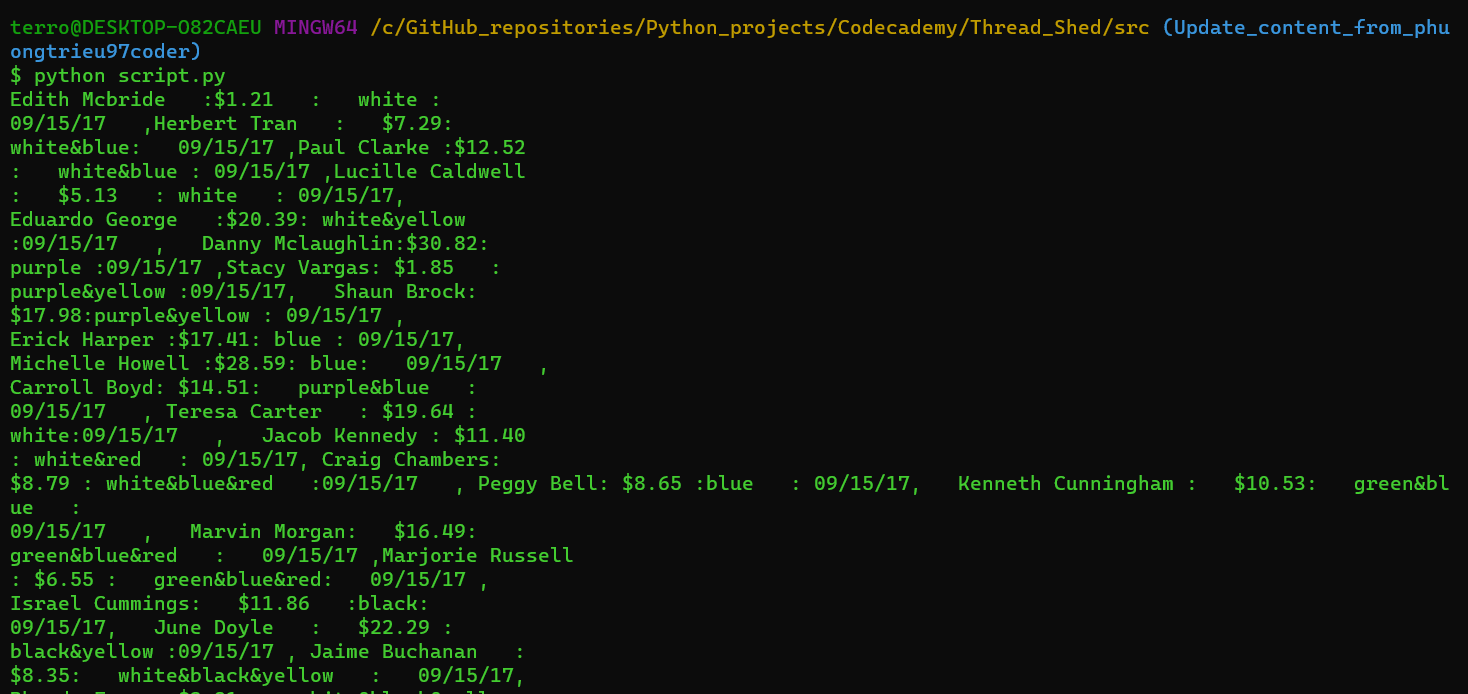 terro@DESKTOP-O82CAEU MINGW64 /c/GitHub_repositories/Python_projects/Codecademy/Thread_Shed/src (Update_content_from_phu
ongtrieu97coder)
$ python script.py
Edith Mcbride   :$1.21   :   white :
09/15/17   ,Herbert Tran   :   $7.29:
white&blue:   09/15/17 ,Paul Clarke :$12.52
:   white&blue : 09/15/17 ,Lucille Caldwell
:   $5.13   : white   : 09/15/17,
Eduardo George   :$20.39: white&yellow
:09/15/17   ,   Danny Mclaughlin:$30.82:
purple :09/15/17 ,Stacy Vargas: $1.85   :
purple&yellow :09/15/17,   Shaun Brock:
$17.98:purple&yellow : 09/15/17 ,
Erick Harper :$17.41: blue : 09/15/17,
Michelle Howell :$28.59: blue:   09/15/17   ,
Carroll Boyd: $14.51:   purple&blue   :
09/15/17   , Teresa Carter   : $19.64 :
white:09/15/17   ,   Jacob Kennedy : $11.40
: white&red   : 09/15/17, Craig Chambers:
$8.79 : white&blue&red   :09/15/17   , Peggy Bell: $8.65 :blue   : 09/15/17,   Kenneth Cunningham :   $10.53:   green&bl
ue   :
09/15/17   ,   Marvin Morgan:   $16.49:
green&blue&red   :   09/15/17 ,Marjorie Russell
: $6.55 :   green&blue&red:   09/15/17 ,
Israel Cummings:   $11.86   :black:
09/15/17,   June Doyle   :   $22.29 :
black&yellow :09/15/17 , Jaime Buchanan   :
$8.35:   white&black&yellow   :   09/15/17,